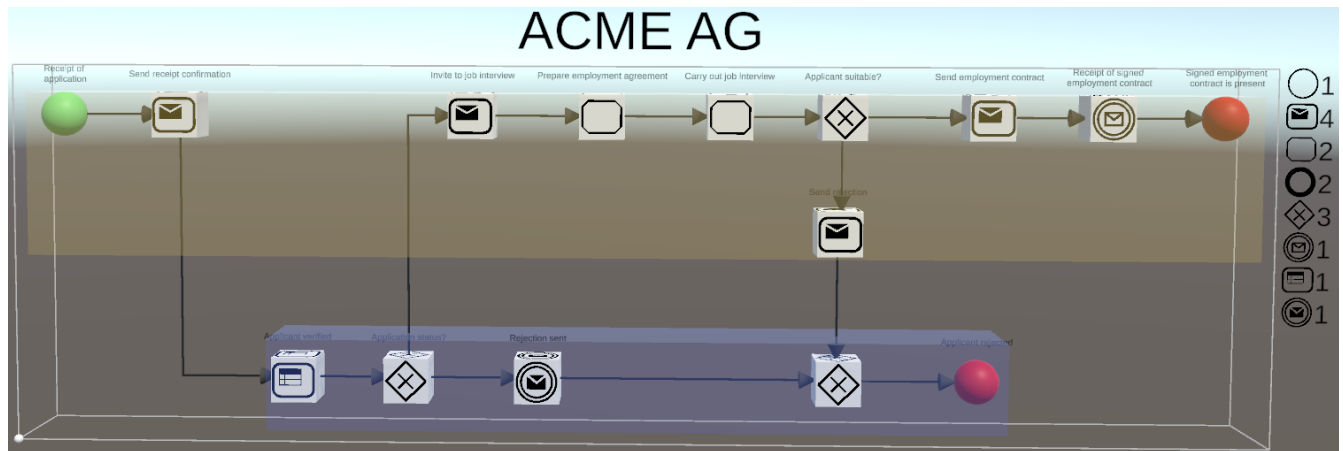 ACME AG
Receipt of
application
Send receipt confirmation
Invite to job interview
Prepare employment agreement
Carry out job interview
Applicant suitable?
Send employment contract
Receipt of signed
employment contract
Signed employment
contract is present
1
4
2
2
3
1
1
1
Send rejection
Applicant verified
Application status?
Rejection sent
Applicant rejected